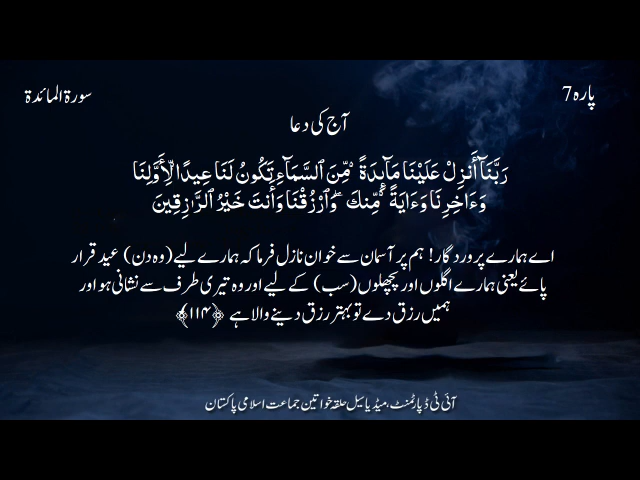 پارہ 7
سورۃ المائدۃ
آج کی دعا
رَبَّنَآ أَنزِلْ عَلَيْنَا مَآئِدَةً مِّنَ ٱلسَّمَآءِ تَكُونُ لَنَا عِيدًا لِّأَوَّلِنَا
وَءَاخِرِنَا وَءَايَةً مِّنكَ ۖ وَٱرْزُقْنَا وَأَنتَ خَيْرُ ٱلرَّٰزِقِينَ
اے ہمارے پروردگار! ہم پر آسمان سے خوان نازل فرما کہ ہمارے لیے (وہ دن) عید قرار
پائے یعنی ہمارے اگلوں اور پچھلوں (سب) کے لیے اور وہ تیری طرف سے نشانی ہو اور
ہمیں رزق دے تو بہتر رزق دینے والا ہے ﴿۱۱۴﴾
آئی ٹی ڈپارٹمنٹ، میڈیا سیل حلقہ خواتین جماعت اسلامی پاکستان